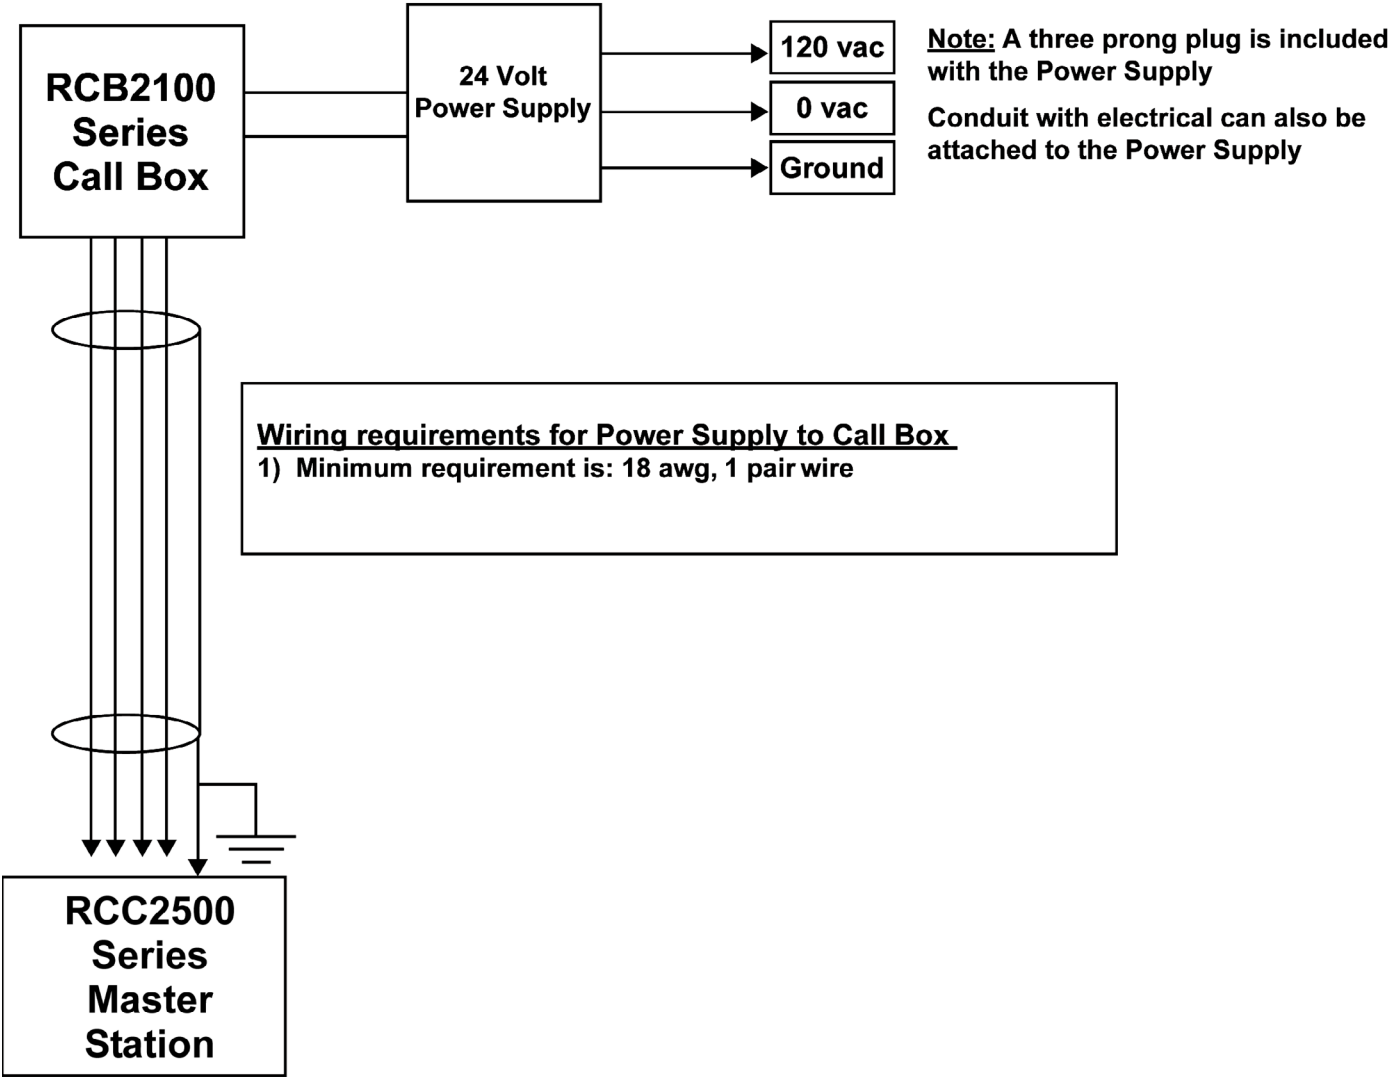 RCB2100
Series
Call Box
24 Volt
Power Supply
120 vac
0 vac
Ground
Note: A three prong plug is included
with the Power Supply
Conduit with electrical can also be
attached to the Power Supply
Wiring requirements for Power Supply to Call Box
1) Minimum requirement is: 18 awg, 1 pair wire
RCC2500
Series
Master
Station